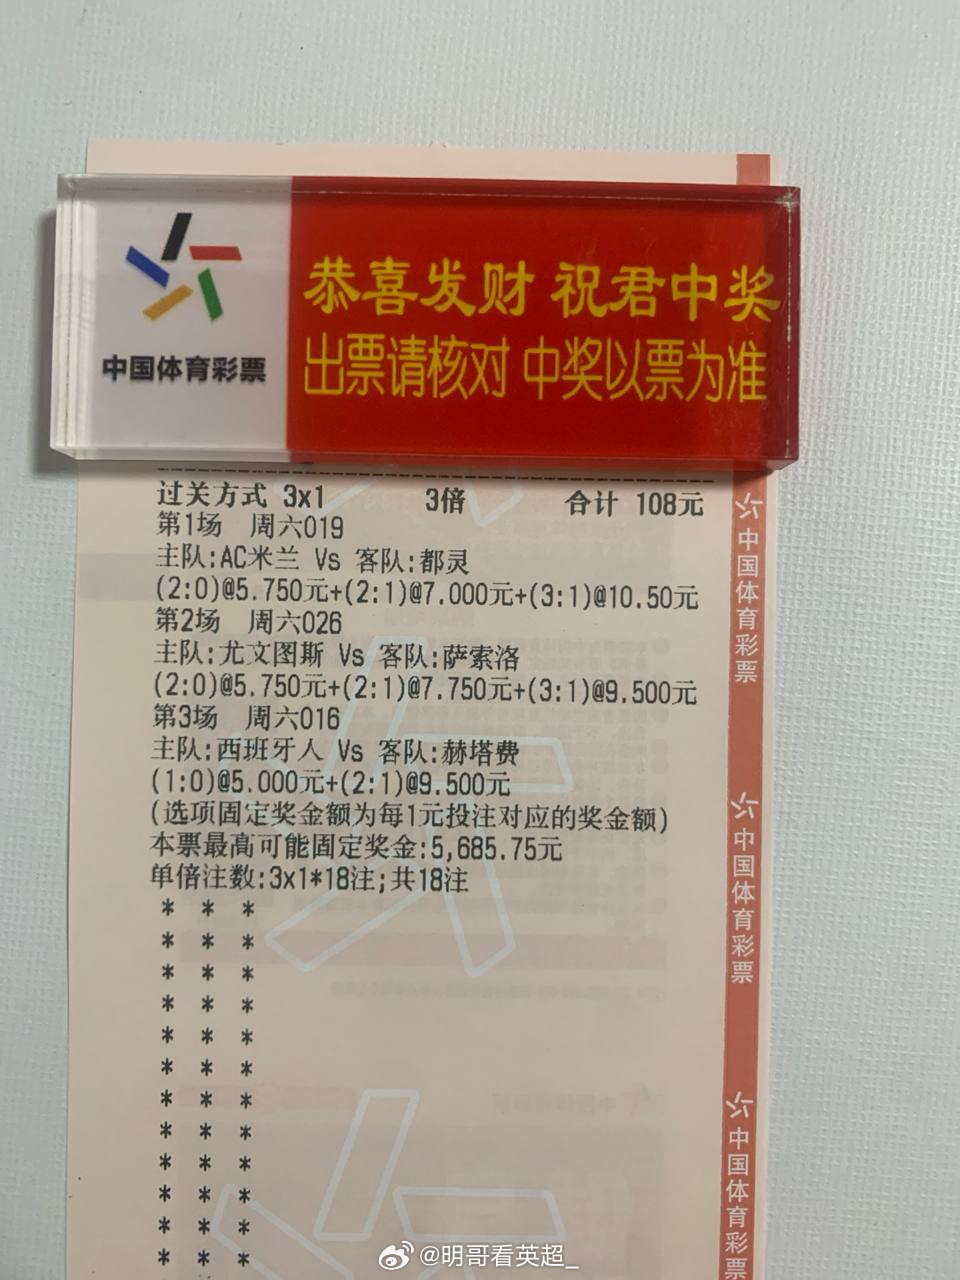 恭喜发财 祝君中奖
出票请核对 中奖以票为准
中国体育彩票
过关方式 3x1 3倍 合计 108元
第1场 周六019
主队:AC米兰 Vs 客队:都灵
(2:0)@5.750元+(2:1)@7.000元+(3:1)@10.50元
第2场 周六026
主队:尤文图斯 Vs 客队:萨索洛
(2:0)@5.750元+(2:1)@7.750元+(3:1)@9.500元
第3场 周六016
主队:西班牙人 Vs 客队:赫塔费
(1:0)@5.000元+(2:1)@9.500元
(选项固定奖金额为每1元投注对应的奖金额)
本票最高可能固定奖金:5,685.75元
单倍注数:3x1*18注;共18注
* * *
* * *
* * *
* * *
* * *
* * *
* * *
* * *
* * *
* * *
* * *
* * *
中国体育彩票
中国体育彩票
中国体育彩票
@明哥看英超_